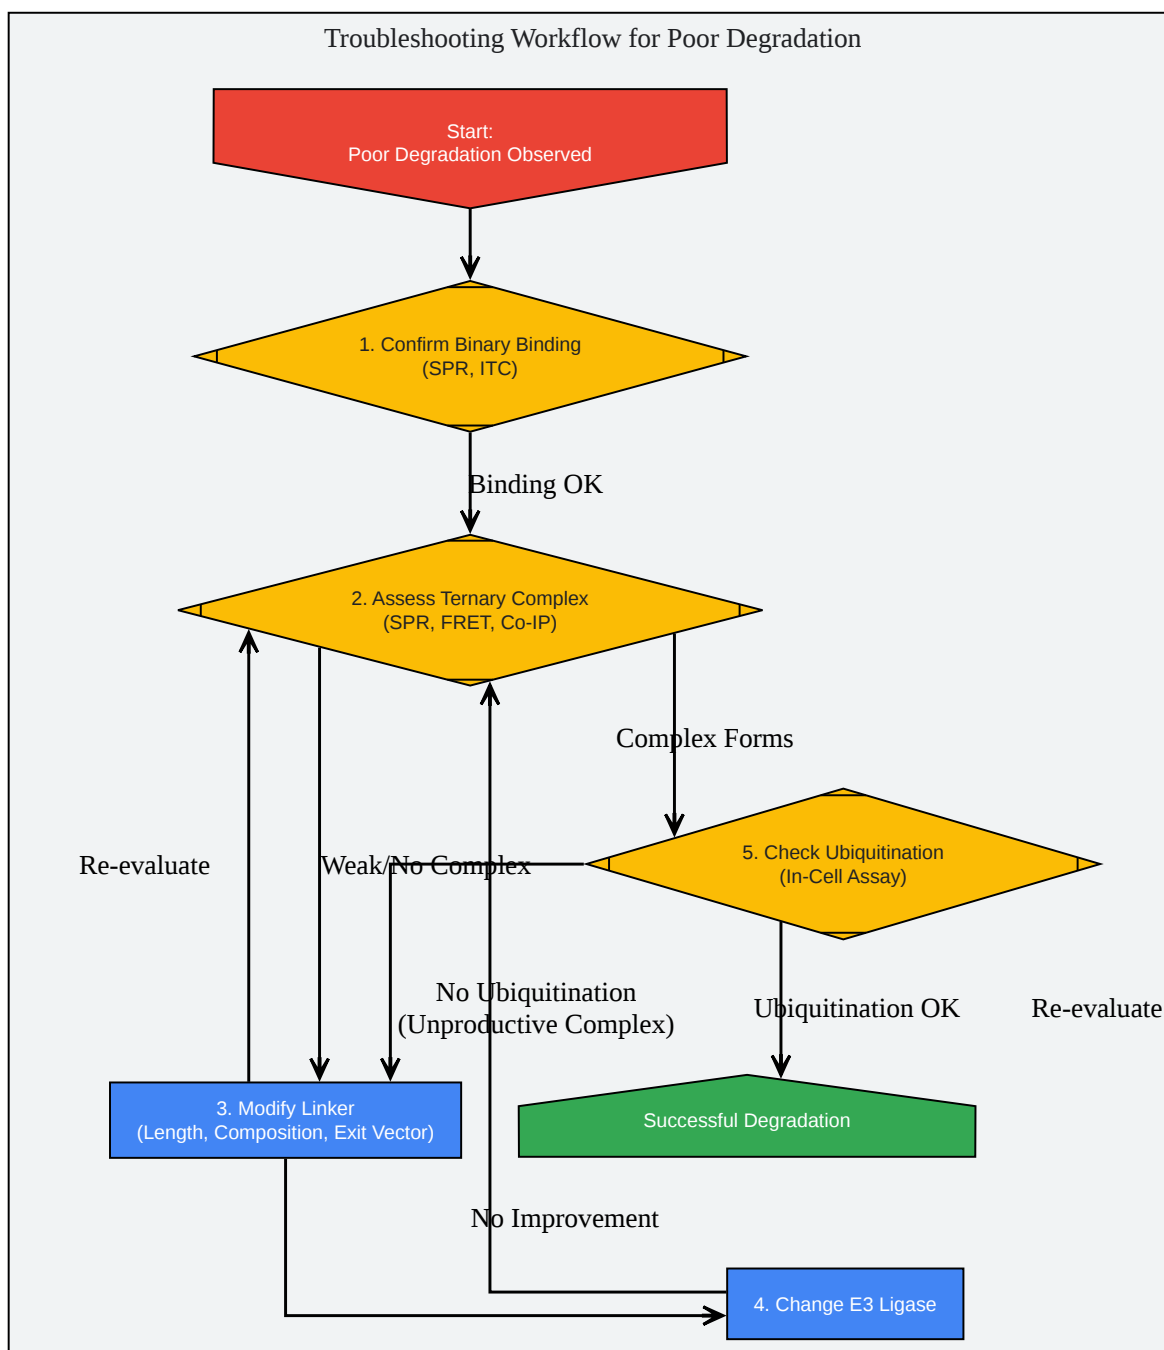 Troubleshooting Workflow for Poor Degradation
Start:
Poor Degradation Observed
1. Confirm Binary Binding
(SPR, ITC)
Binding OK
2. Assess Ternary Complex
(SPR, FRET, Co-IP)
Complex Forms
5. Check Ubiquitination
(In-Cell Assay)
Re-evaluate
Weak/No Complex
No Ubiquitination
(Unproductive Complex)
Ubiquitination OK
Re-evaluate
3. Modify Linker
(Length, Composition, Exit Vector)
Successful Degradation
No Improvement
4. Change E3 Ligase